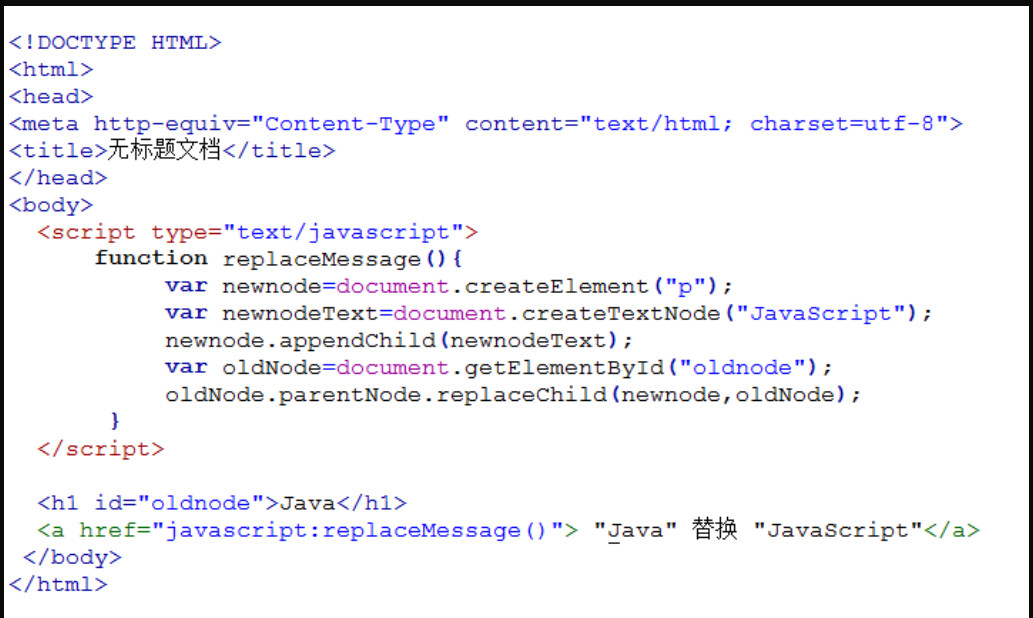 <!DOCTYPE HTML>
<html>
<head>
<meta http-equiv="Content-Type" content="text/html; charset=utf-8">
<title>无标题文档</title>
</head>
<body>
  <script type="text/javascript">
      function replaceMessage(){
           var newnode=document.createElement("p");
           var newnodeText=document.createTextNode("JavaScript");
           newnode.appendChild(newnodeText);
           var oldNode=document.getElementById("oldnode");
           oldNode.parentNode.replaceChild(newnode,oldNode);
       }
  </script>

  <h1 id="oldnode">Java</h1>
  <a href="javascript:replaceMessage()"> "Java" 替换 "JavaScript"</a>
 </body>
</html>